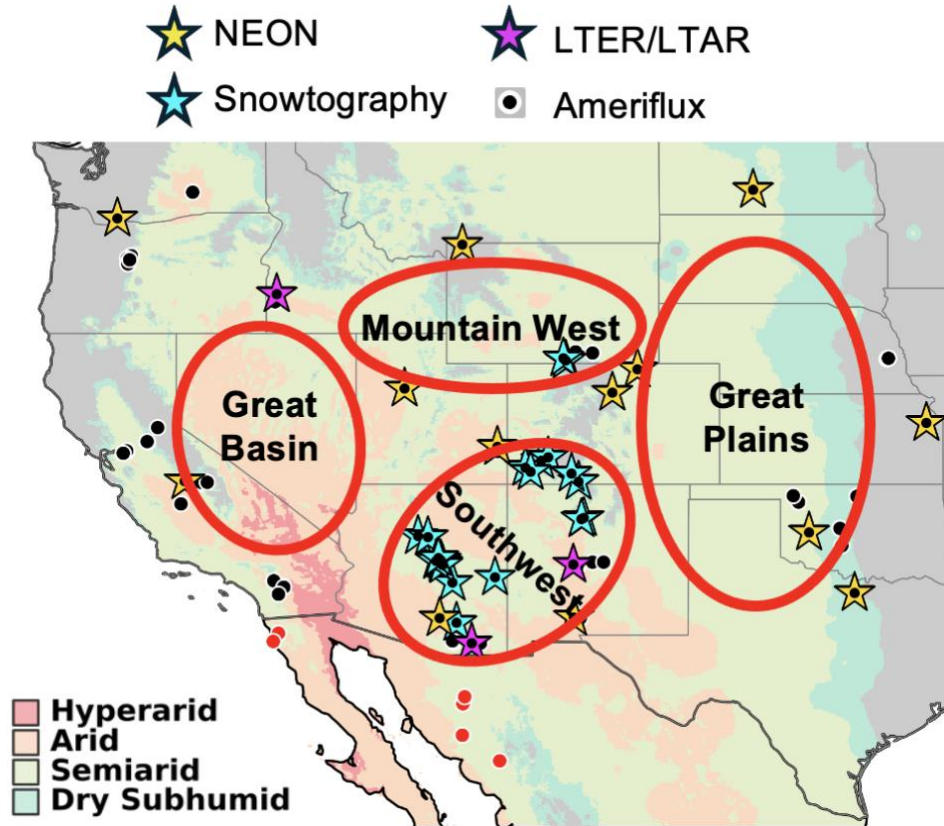 NEON
LTER/LTAR
Snowtography
Ameriflux
Mountain West
Great
Basin
Great
Plains
Southwest
Hyperarid
Arid
Semiarid
Dry Subhumid